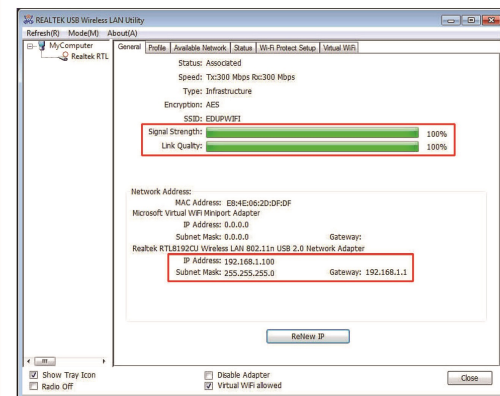 REALTEK USB Wireless LAN Utility
Refresh(R) Mode(M) About(A)
MyComputer
Realtek RTL
General Profile Available Network Status Wi-Fi Protect Setup Virtual WiFi
Status: Associated
Speed: Tx:300 Mbps Rx:300 Mbps
Type: Infrastructure
Encryption: AES
SSID: EDUPWIFI
Signal Strength: 100%
Link Quality: 100%
Network Address:
MAC Address: E8:4E:06:2D:DF:DF
Microsoft Virtual WiFi Miniport Adapter
IP Address: 0.0.0.0
Subnet Mask: 0.0.0.0 Gateway:
Realtek RTL8192CU Wireless LAN 802.11n USB 2.0 Network Adapter
IP Address: 192.168.1.100
Subnet Mask: 255.255.255.0 Gateway: 192.168.1.1
ReNew IP
Show Tray Icon Disable Adapter
Radio Off Virtual WiFi allowed
Close